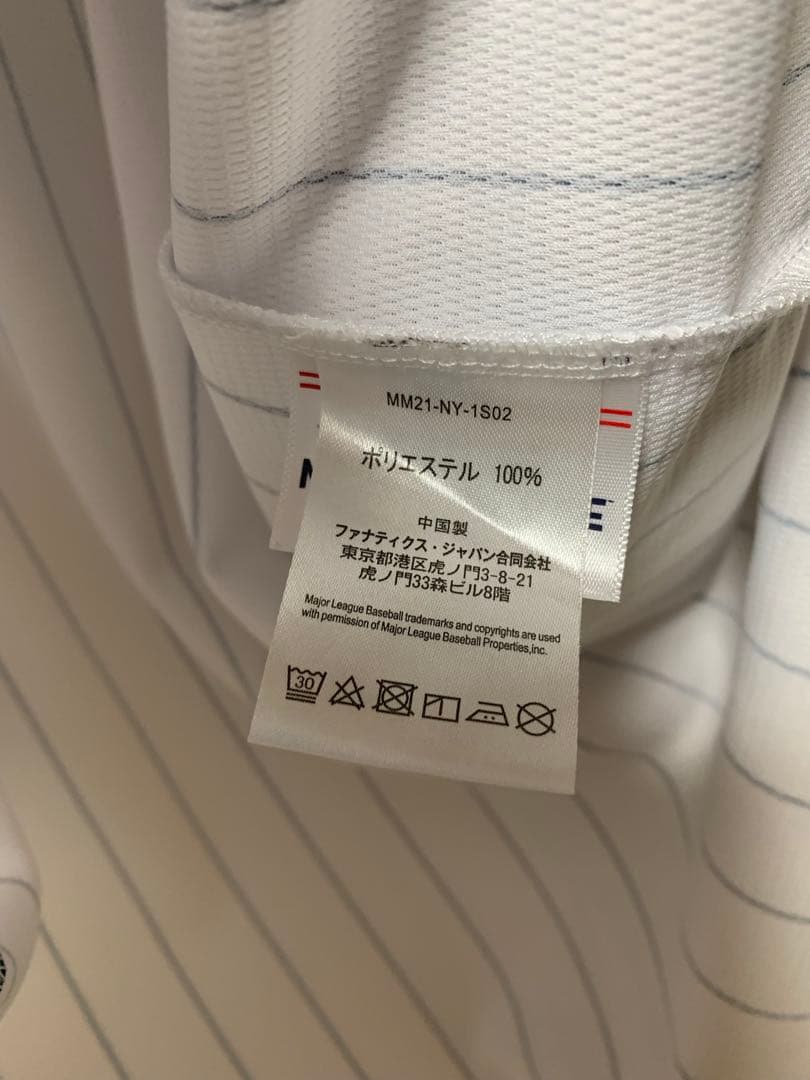 MM21-NY-1S02
ポリエステル 100%
中国製
ファナティクス・ジャパン合同会社
東京都港区虎ノ門3-8-21
虎ノ門33森ビル8階
Major League Baseball trademarks and copyrights are used
with permission of Major League Baseball Properties,inc.
30